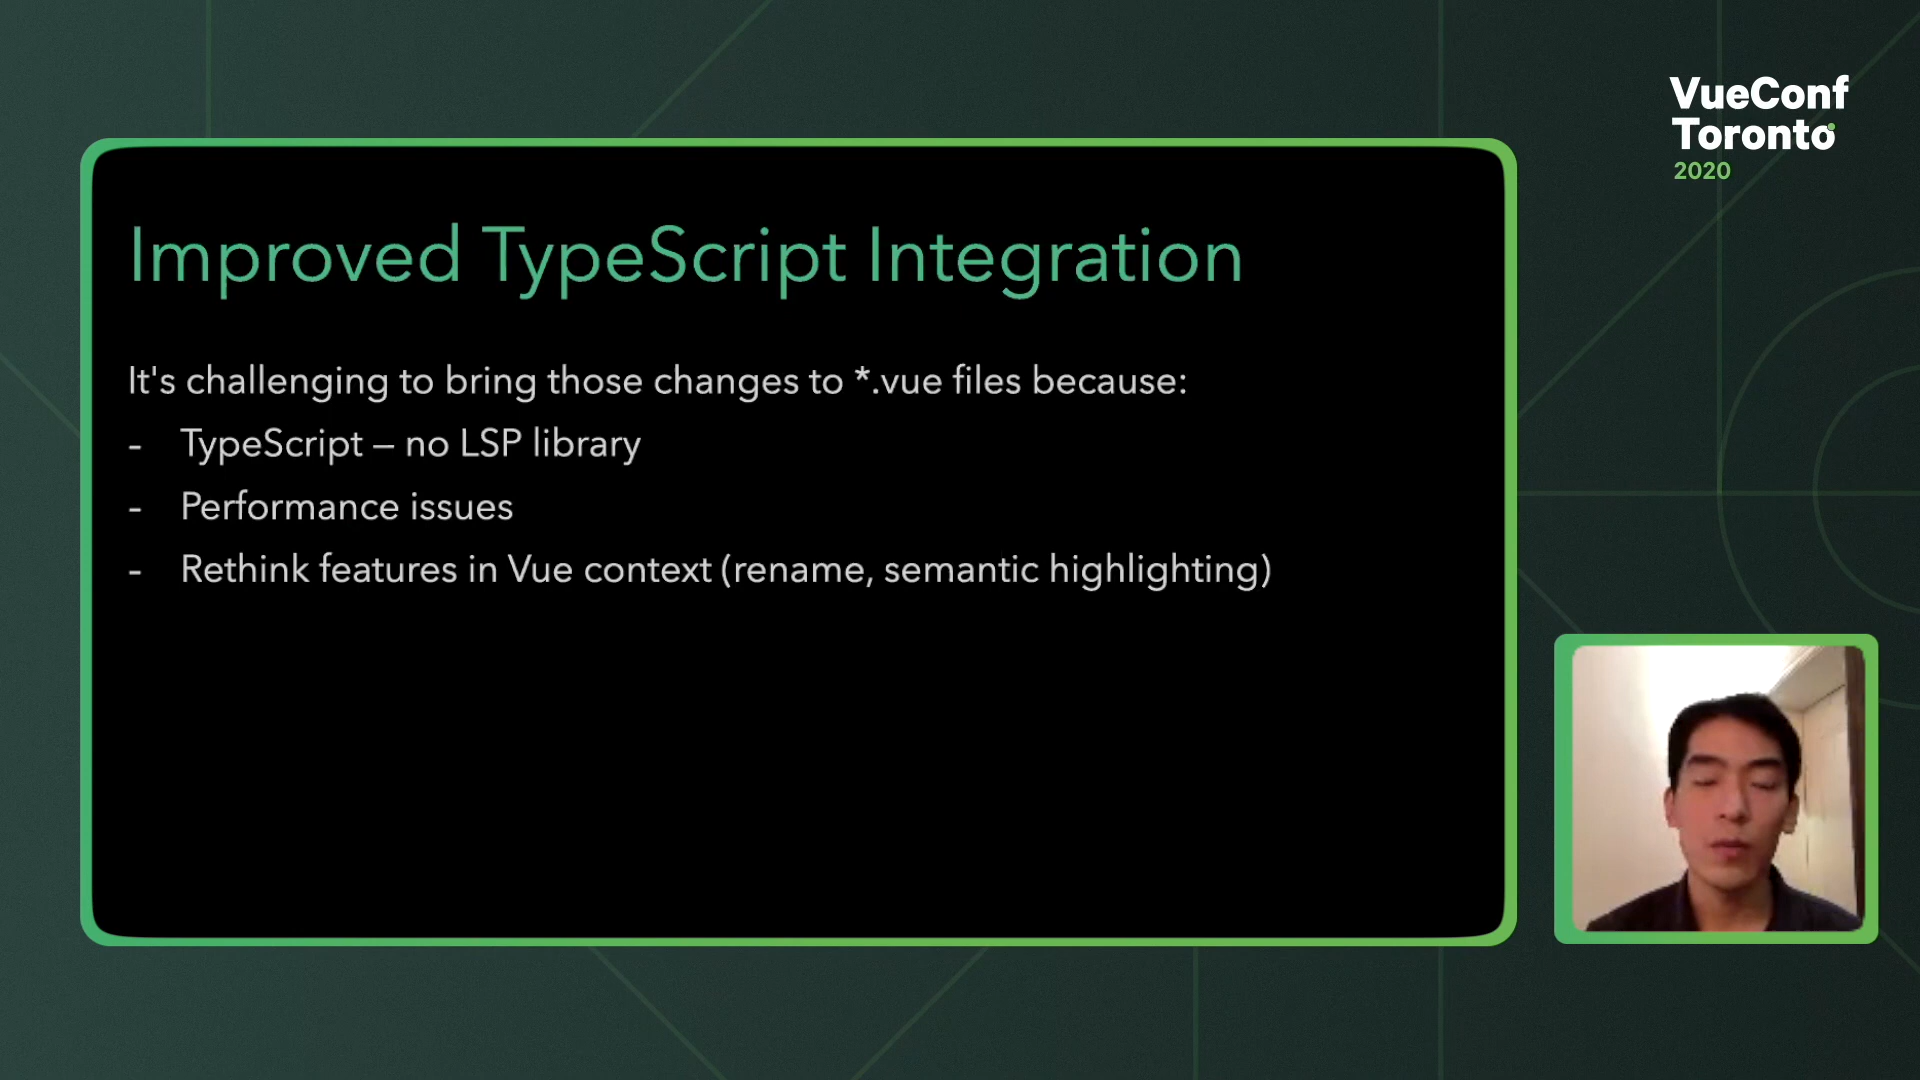 VueConf
Toronto
2020
Improved TypeScript Integration
It's challenging to bring those changes to *.vue files because:
- TypeScript – no LSP library
- Performance issues
- Rethink features in Vue context (rename, semantic highlighting)